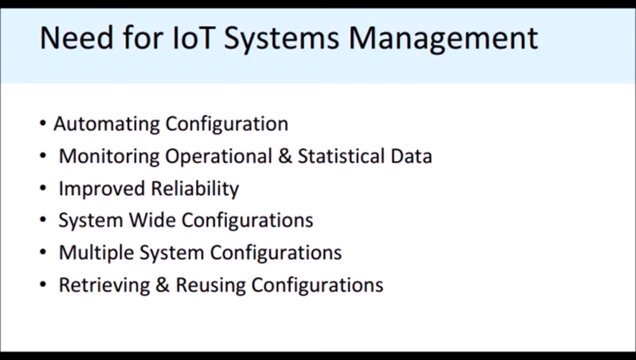 Need for IoT Systems Management
• Automating Configuration
• Monitoring Operational & Statistical Data
• Improved Reliability
• System Wide Configurations
• Multiple System Configurations
• Retrieving & Reusing Configurations